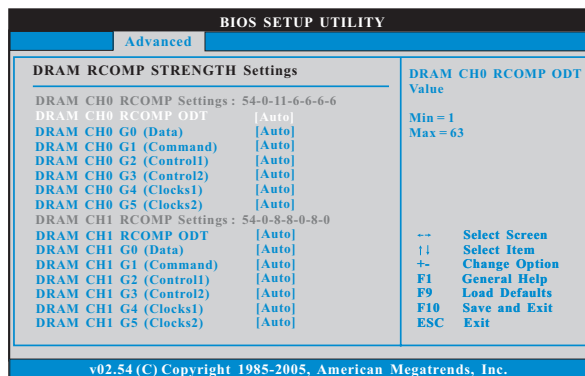 BIOS SETUP UTILITY
Advanced
DRAM RCOMP STRENGTH Settings
DRAM CH0 RCOMP Settings : 54-0-11-6-6-6-6
DRAM CH0 RCOMP ODT [Auto]
DRAM CH0 G0 (Data) [Auto]
DRAM CH0 G1 (Command) [Auto]
DRAM CH0 G2 (Control1) [Auto]
DRAM CH0 G3 (Control2) [Auto]
DRAM CH0 G4 (Clocks1) [Auto]
DRAM CH0 G5 (Clocks2) [Auto]
DRAM CH1 RCOMP Settings : 54-0-8-8-0-8-0
DRAM CH1 RCOMP ODT [Auto]
DRAM CH1 G0 (Data) [Auto]
DRAM CH1 G1 (Command) [Auto]
DRAM CH1 G2 (Control1) [Auto]
DRAM CH1 G3 (Control2) [Auto]
DRAM CH1 G4 (Clocks1) [Auto]
DRAM CH1 G5 (Clocks2) [Auto]
DRAM CH0 RCOMP ODT
Value
Min = 1
Max = 63
↔ Select Screen
↑↓ Select Item
+- Change Option
F1 General Help
F9 Load Defaults
F10 Save and Exit
ESC Exit
v02.54 (C) Copyright 1985-2005, American Megatrends, Inc.